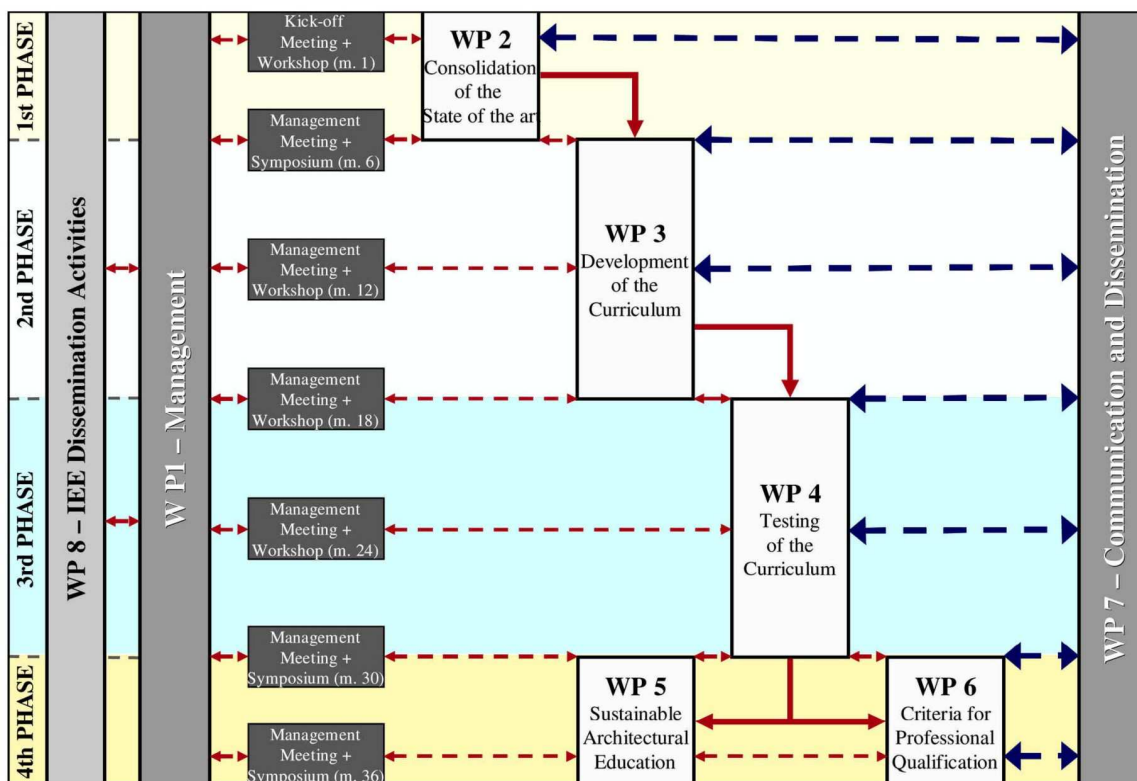 1st PHASE
2nd PHASE
3rd PHASE
4th PHASE
WP 8 – IEE Dissemination Activities
W P1 – Management
Kick-off
Meeting +
Workshop (m. 1)
Management
Meeting +
Symposium (m. 6)
Management
Meeting +
Workshop (m. 12)
Management
Meeting +
Workshop (m. 18)
Management
Meeting +
Workshop (m. 24)
Management
Meeting +
Symposium (m. 30)
Management
Meeting +
Symposium (m. 36)
WP 2
Consolidation
of the
State of the art
WP 3
Development
of the
Curriculum
WP 4
Testing
of the
Curriculum
WP 5
Sustainable
Architectural
Education
WP 6
Criteria for
Professional
Qualification
WP 7 – Communication and Dissemination